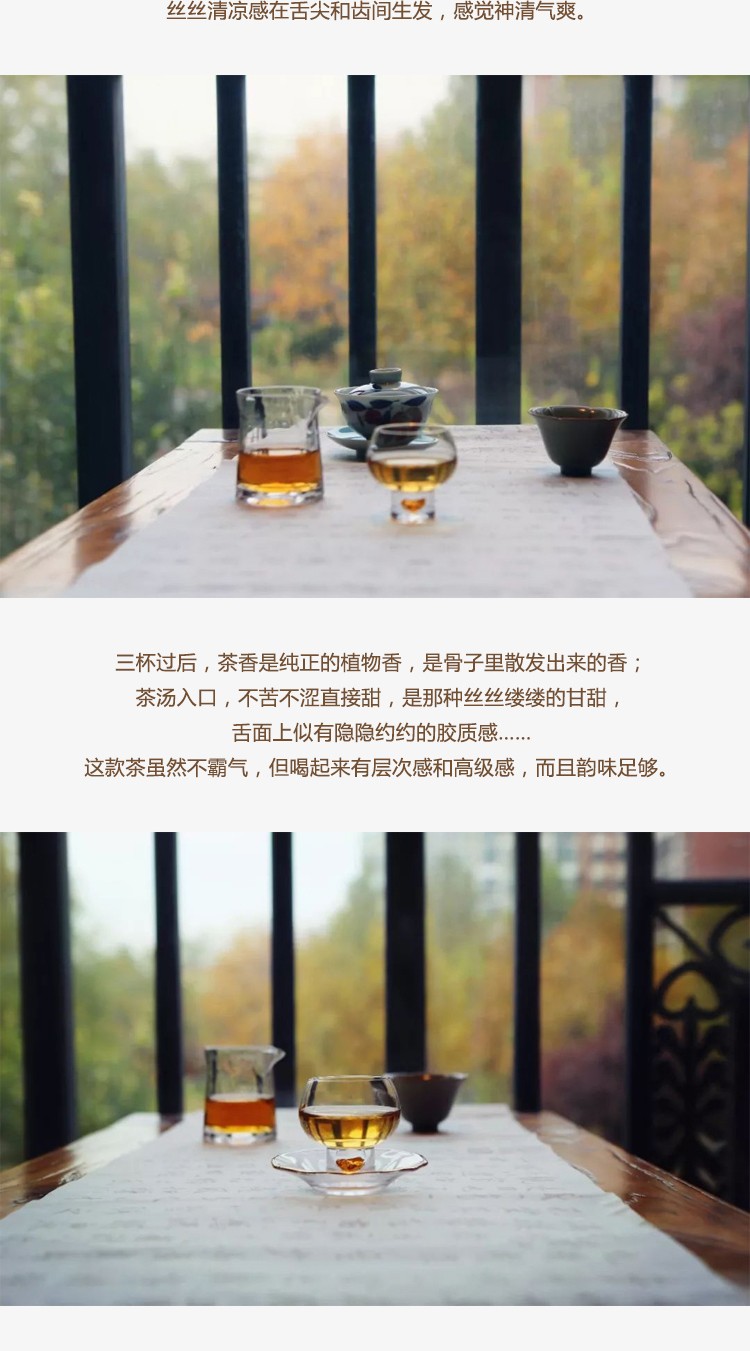 丝丝清凉感在舌尖和齿间生发，感觉神清气爽。
三杯过后，茶香是纯正的植物香，是骨子里散发出来的香；
茶汤入口，不苦不涩直接甜，是那种丝丝缕缕的甘甜，
舌面上似有隐隐约约的胶质感……
这款茶虽然不霸气，但喝起来有层次感和高级感，而且韵味足够。